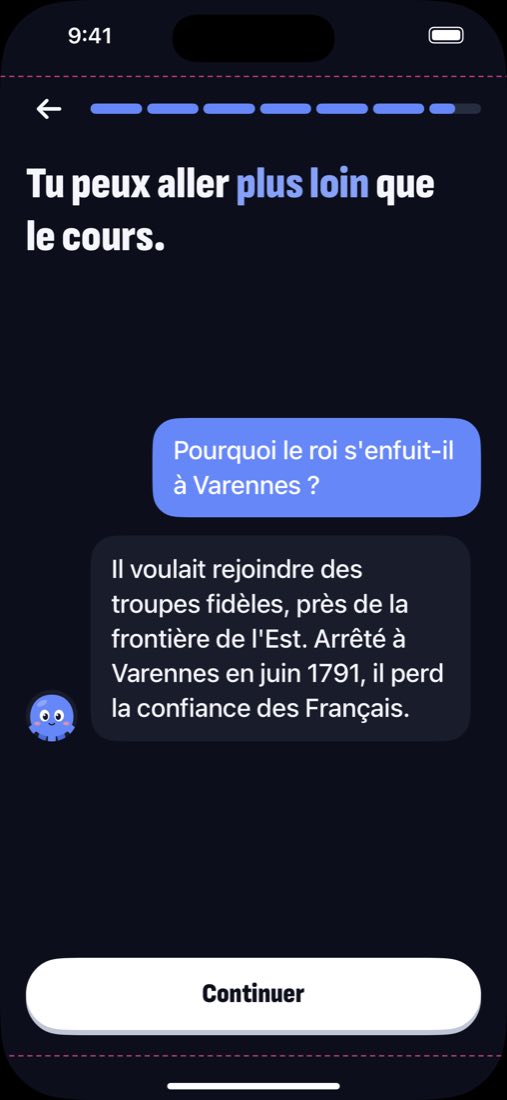 9:41
Tu peux aller plus loin que
le cours.
Pourquoi le roi s'enfuit-il
à Varennes ?
Il voulait rejoindre des
troupes fidèles, près de la
frontière de l'Est. Arrêté à
Varennes en juin 1791, il perd
la confiance des Français.
Continuer